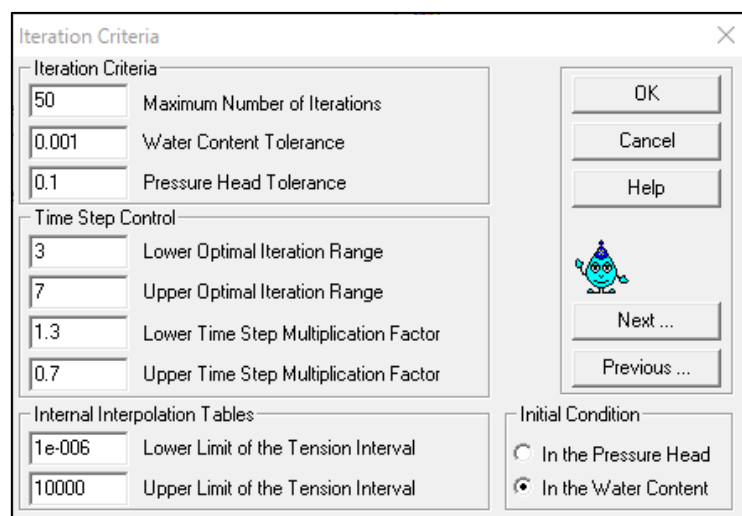 Iteration Criteria
Iteration Criteria
50 Maximum Number of Iterations
0.001 Water Content Tolerance
0.1 Pressure Head Tolerance
Time Step Control
3 Lower Optimal Iteration Range
7 Upper Optimal Iteration Range
1.3 Lower Time Step Multiplication Factor
0.7 Upper Time Step Multiplication Factor
Internal Interpolation Tables
1e-006 Lower Limit of the Tension Interval
10000 Upper Limit of the Tension Interval
OK
Cancel
Help
Next ...
Previous ...
Initial Condition
In the Pressure Head
In the Water Content